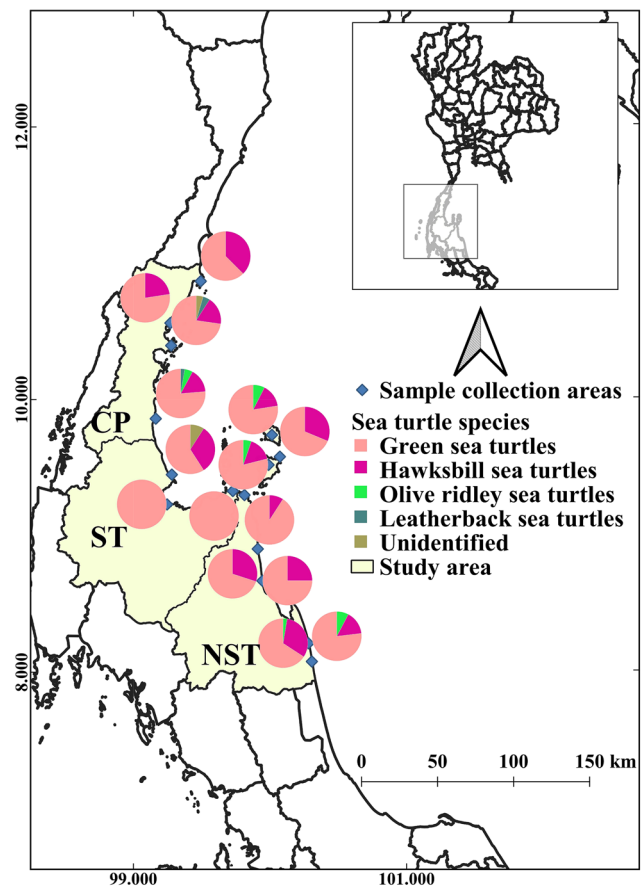 12.000
10.000
8.000
CP
ST
NST
Sample collection areas
Sea turtle species
Green sea turtles
Hawksbill sea turtles
Olive ridley sea turtles
Leatherback sea turtles
Unidentified
Study area
0 50 100 150 km
99.000 101.000